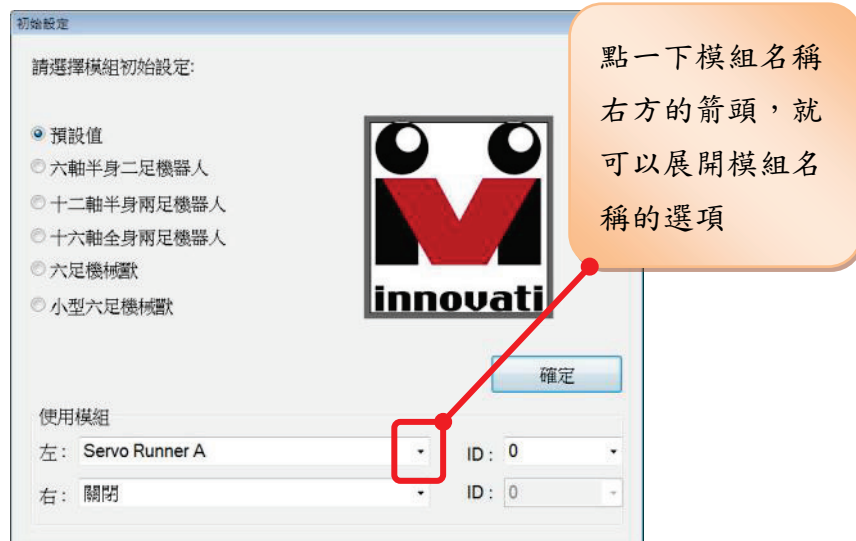 初始設定
請選擇模組初始設定:
預設值
六軸半身二足機器人
十二軸半身兩足機器人
十六軸全身兩足機器人
六足機械獸
小型六足機械獸
innovati
確定
使用模組
左: Servo Runner A ID: 0
右: 關閉 ID: 0
點一下模組名稱
右方的箭頭,就
可以展開模組名
稱的選項